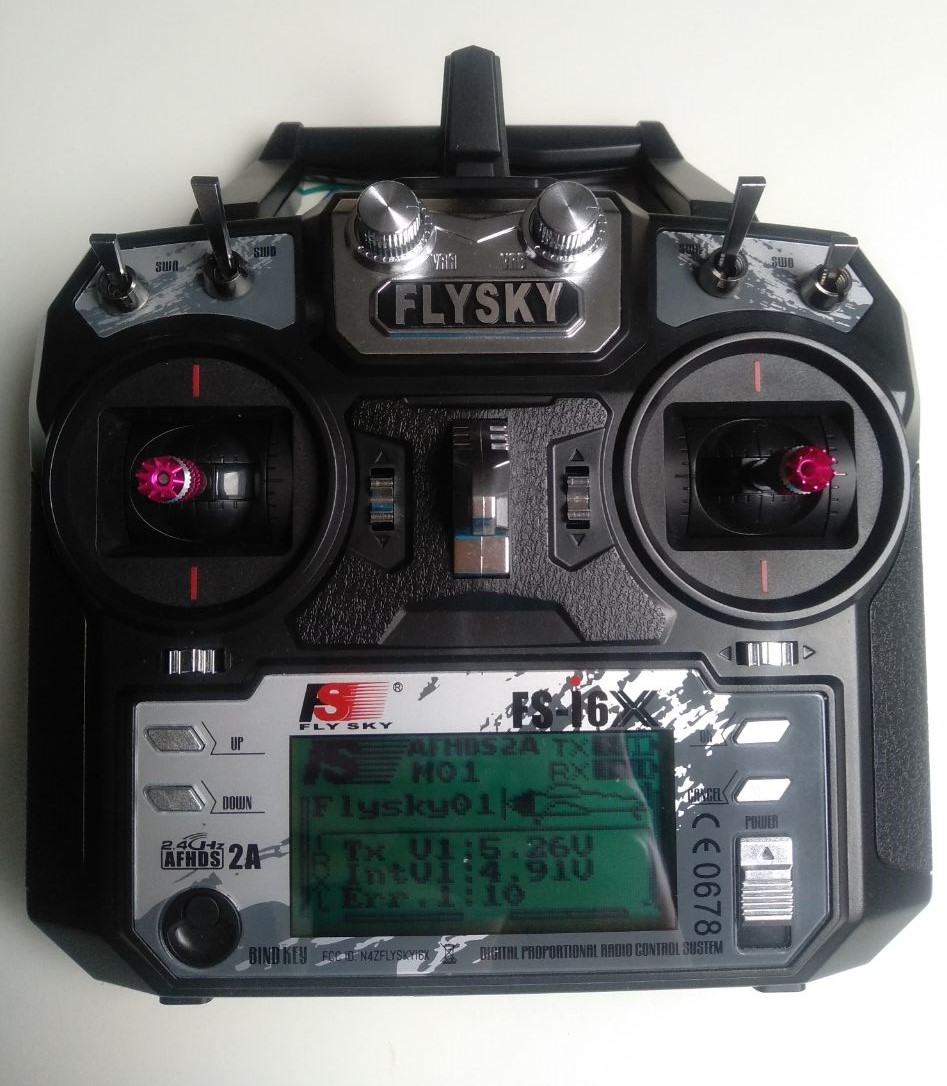 SWA
SWB
SWD
VRA
VRB
FLYSKY
FS
®
FLY SKY
FS-i6X
UP
DOWN
OK
CANCEL
POWER
AFHDS2A TX
M01 RX
Flysky01
Tx V1:5.26V
IntV1:4.91V
Err.1:10
2.4GHz
AFHDS 2A
CE 0678
BIND KEY
FCC ID: N4ZFLYSKYI6X
DIGITAL PROPORTIONAL RADIO CONTROL SYSTEM